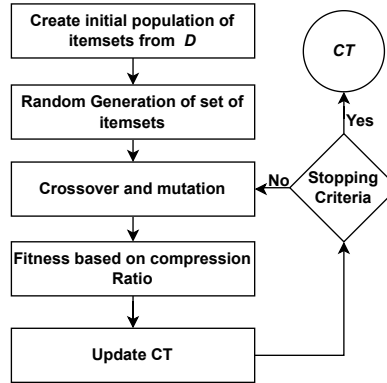 Create initial population of
itemsets from D
CT
Random Generation of set of
itemsets
Yes
Crossover and mutation
No
Stopping
Criteria
Fitness based on compression
Ratio
Update CT